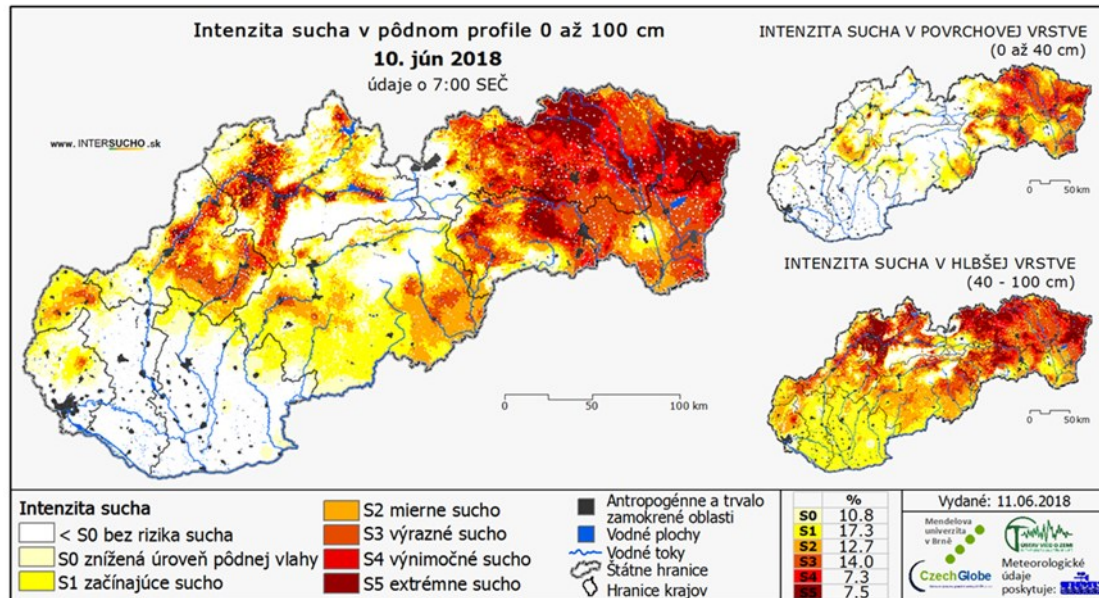 Intenzita sucha v pôdnom profile 0 až 100 cm
10. jún 2018
údaje o 7:00 SEČ
www.INTERSUCHO.sk
0 50 100 km
INTENZITA SUCHA V POVRCHOVEJ VRSTVE
(0 až 40 cm)
0 50 km
INTENZITA SUCHA V HLBŠEJ VRSTVE
(40 - 100 cm)
0 50 km
Intenzita sucha
< S0 bez rizika sucha
S0 znížená úroveň pôdnej vlahy
S1 začínajúce sucho
S2 mierne sucho
S3 výrazné sucho
S4 výnimočné sucho
S5 extrémne sucho
Antropogénne a trvalo
zamokrené oblasti
Vodné plochy
Vodné toky
Štátne hranice
Hranice krajov
%
S0 10.8
S1 17.3
S2 12.7
S3 14.0
S4 7.3
S5 7.5
Vydané: 11.06.2018
Mendelova
univerzita
v Brně
CzechGlobe
Meteorologické
údaje
poskytuje: